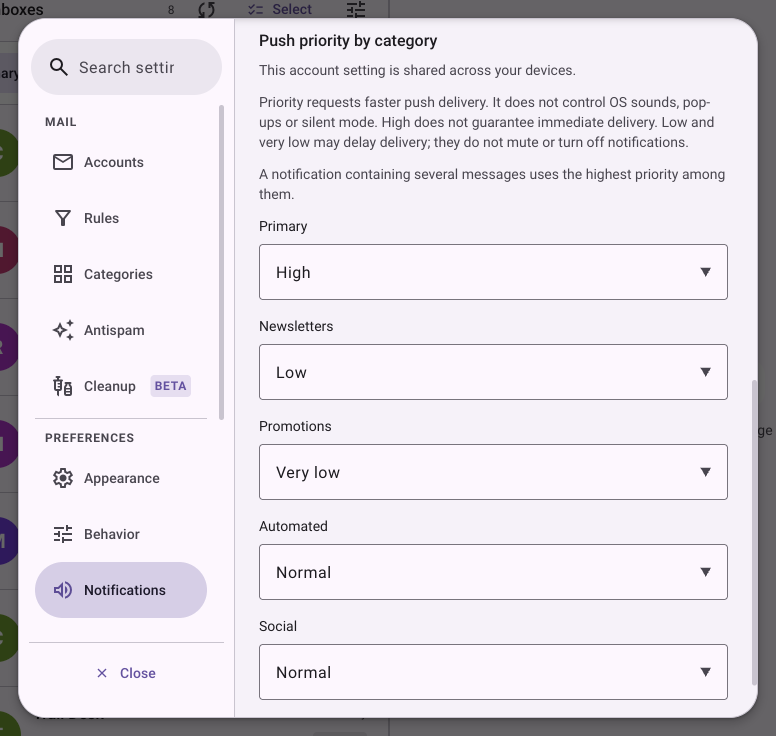 boxes
8
Select
Search settir
MAIL
Accounts
Rules
Categories
Antispam
Cleanup BETA
PREFERENCES
Appearance
Behavior
Notifications
Close
Push priority by category
This account setting is shared across your devices.
Priority requests faster push delivery. It does not control OS sounds, pop-
ups or silent mode. High does not guarantee immediate delivery. Low and
very low may delay delivery; they do not mute or turn off notifications.
A notification containing several messages uses the highest priority among
them.
Primary
High
Newsletters
Low
Promotions
Very low
Automated
Normal
Social
Normal
ge